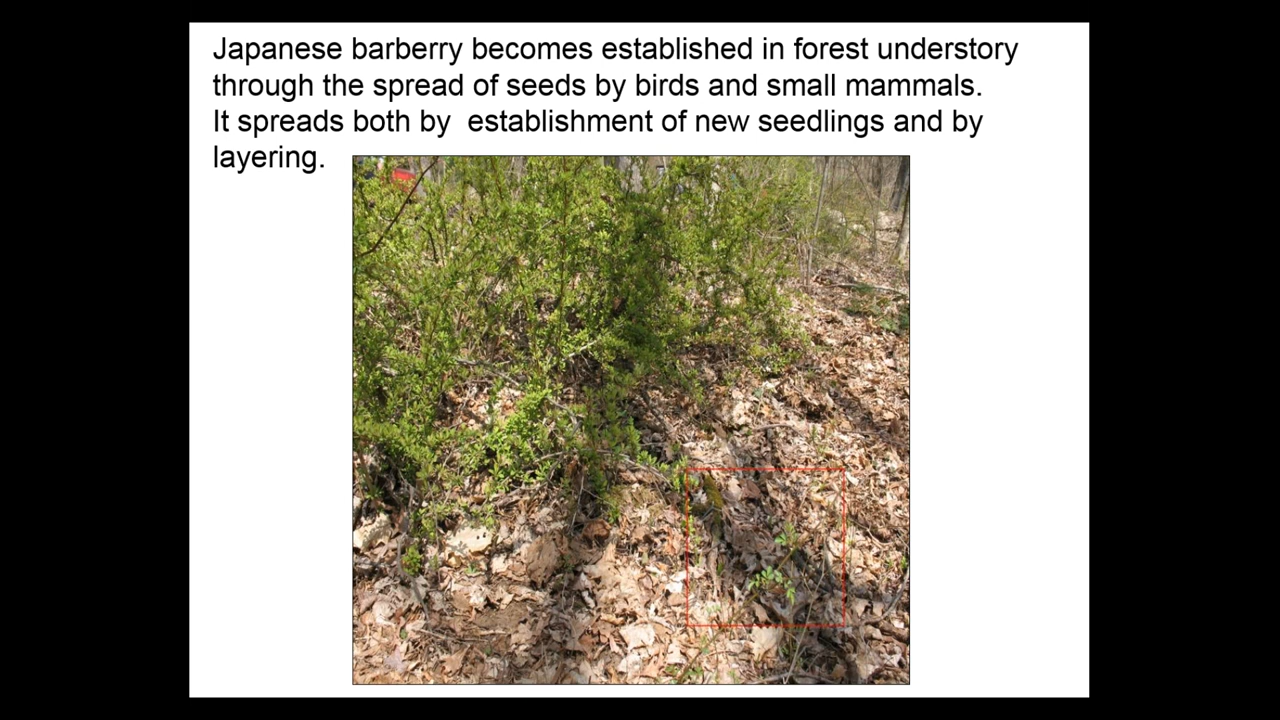 Japanese barberry becomes established in forest understory
through the spread of seeds by birds and small mammals.
It spreads both by  establishment of new seedlings and by
layering.